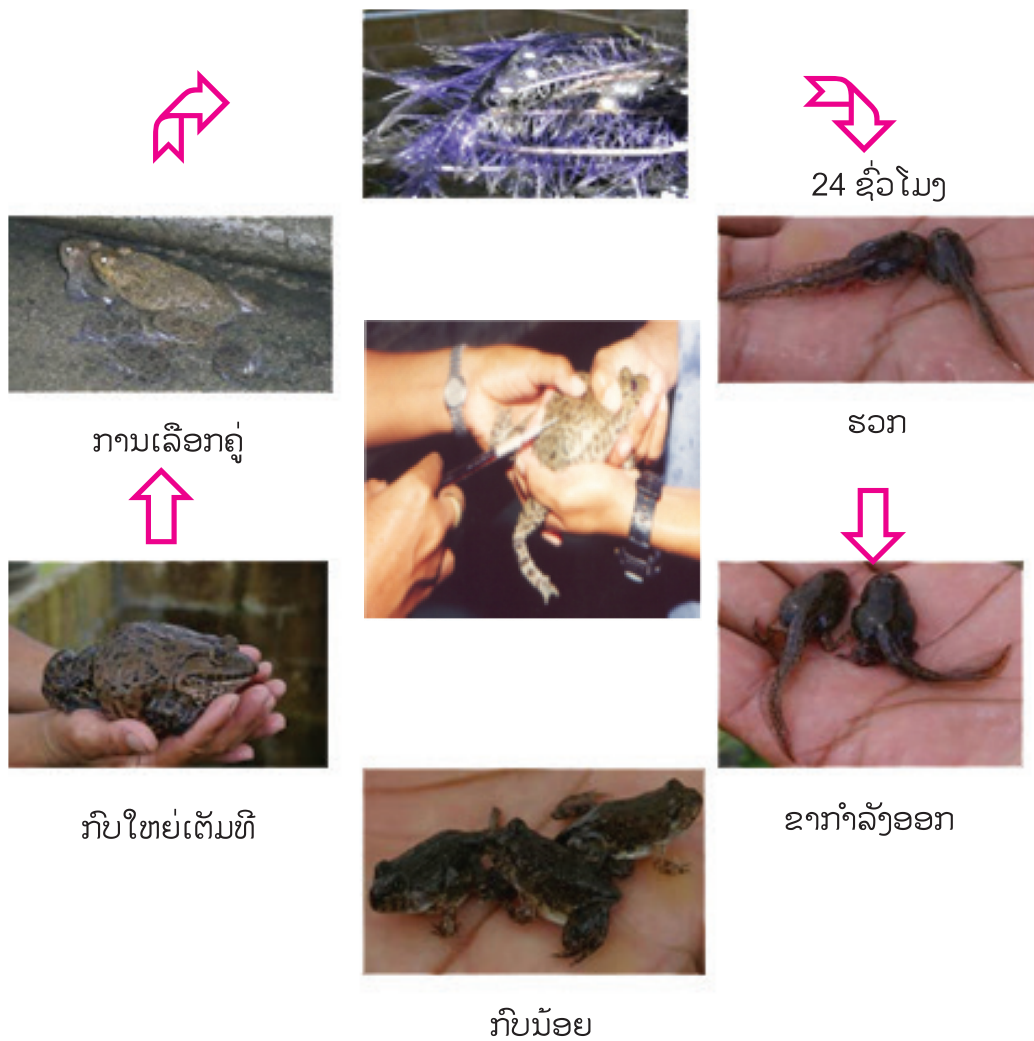 24 ຊົ່ວໂມງ
ການເລືອກຄູ່
ຮວກ
ກົບໃຫຍ່ເຕັມທີ
ຂາກຳລັງອອກ
ກົບນ້ອຍ